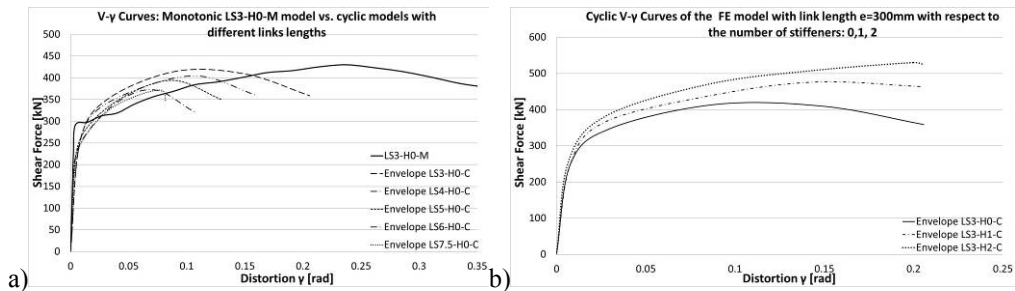 V-γ Curves: Monotonic LS3-H0-M model vs. cyclic models with
different links lengths
Shear Force [kN]
500
450
400
350
300
250
200
150
100
50
0
0
0.05
0.1
0.15
0.2
0.25
0.3
0.35
Distortion γ [rad]
LS3-H0-M
Envelope LS3-H0-C
Envelope LS4-H0-C
Envelope LS5-H0-C
Envelope LS6-H0-C
Envelope LS7.5-H0-C
a)
Cyclic V-γ Curves of the FE model with link length e=300mm with respect to
the number of stiffeners: 0,1, 2
Shear Force [kN]
600
500
400
300
200
100
0
0
0.05
0.1
0.15
0.2
0.25
Distortion γ [rad]
Envelope LS3-H0-C
Envelope LS3-H1-C
Envelope LS3-H2-C
b)